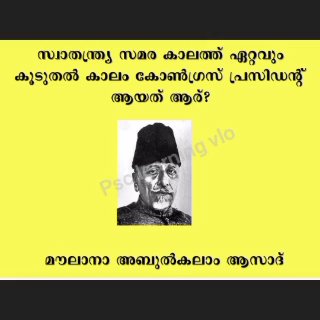 സ്വാതന്ത്ര്യ സമര കാലത്ത് ഏറ്റവും
കൂടുതൽ കാലം കോൺഗ്രസ് പ്രസിഡന്റ്
ആയത് ആര്?
മൗലാനാ അബുൽകലാം ആസാദ്